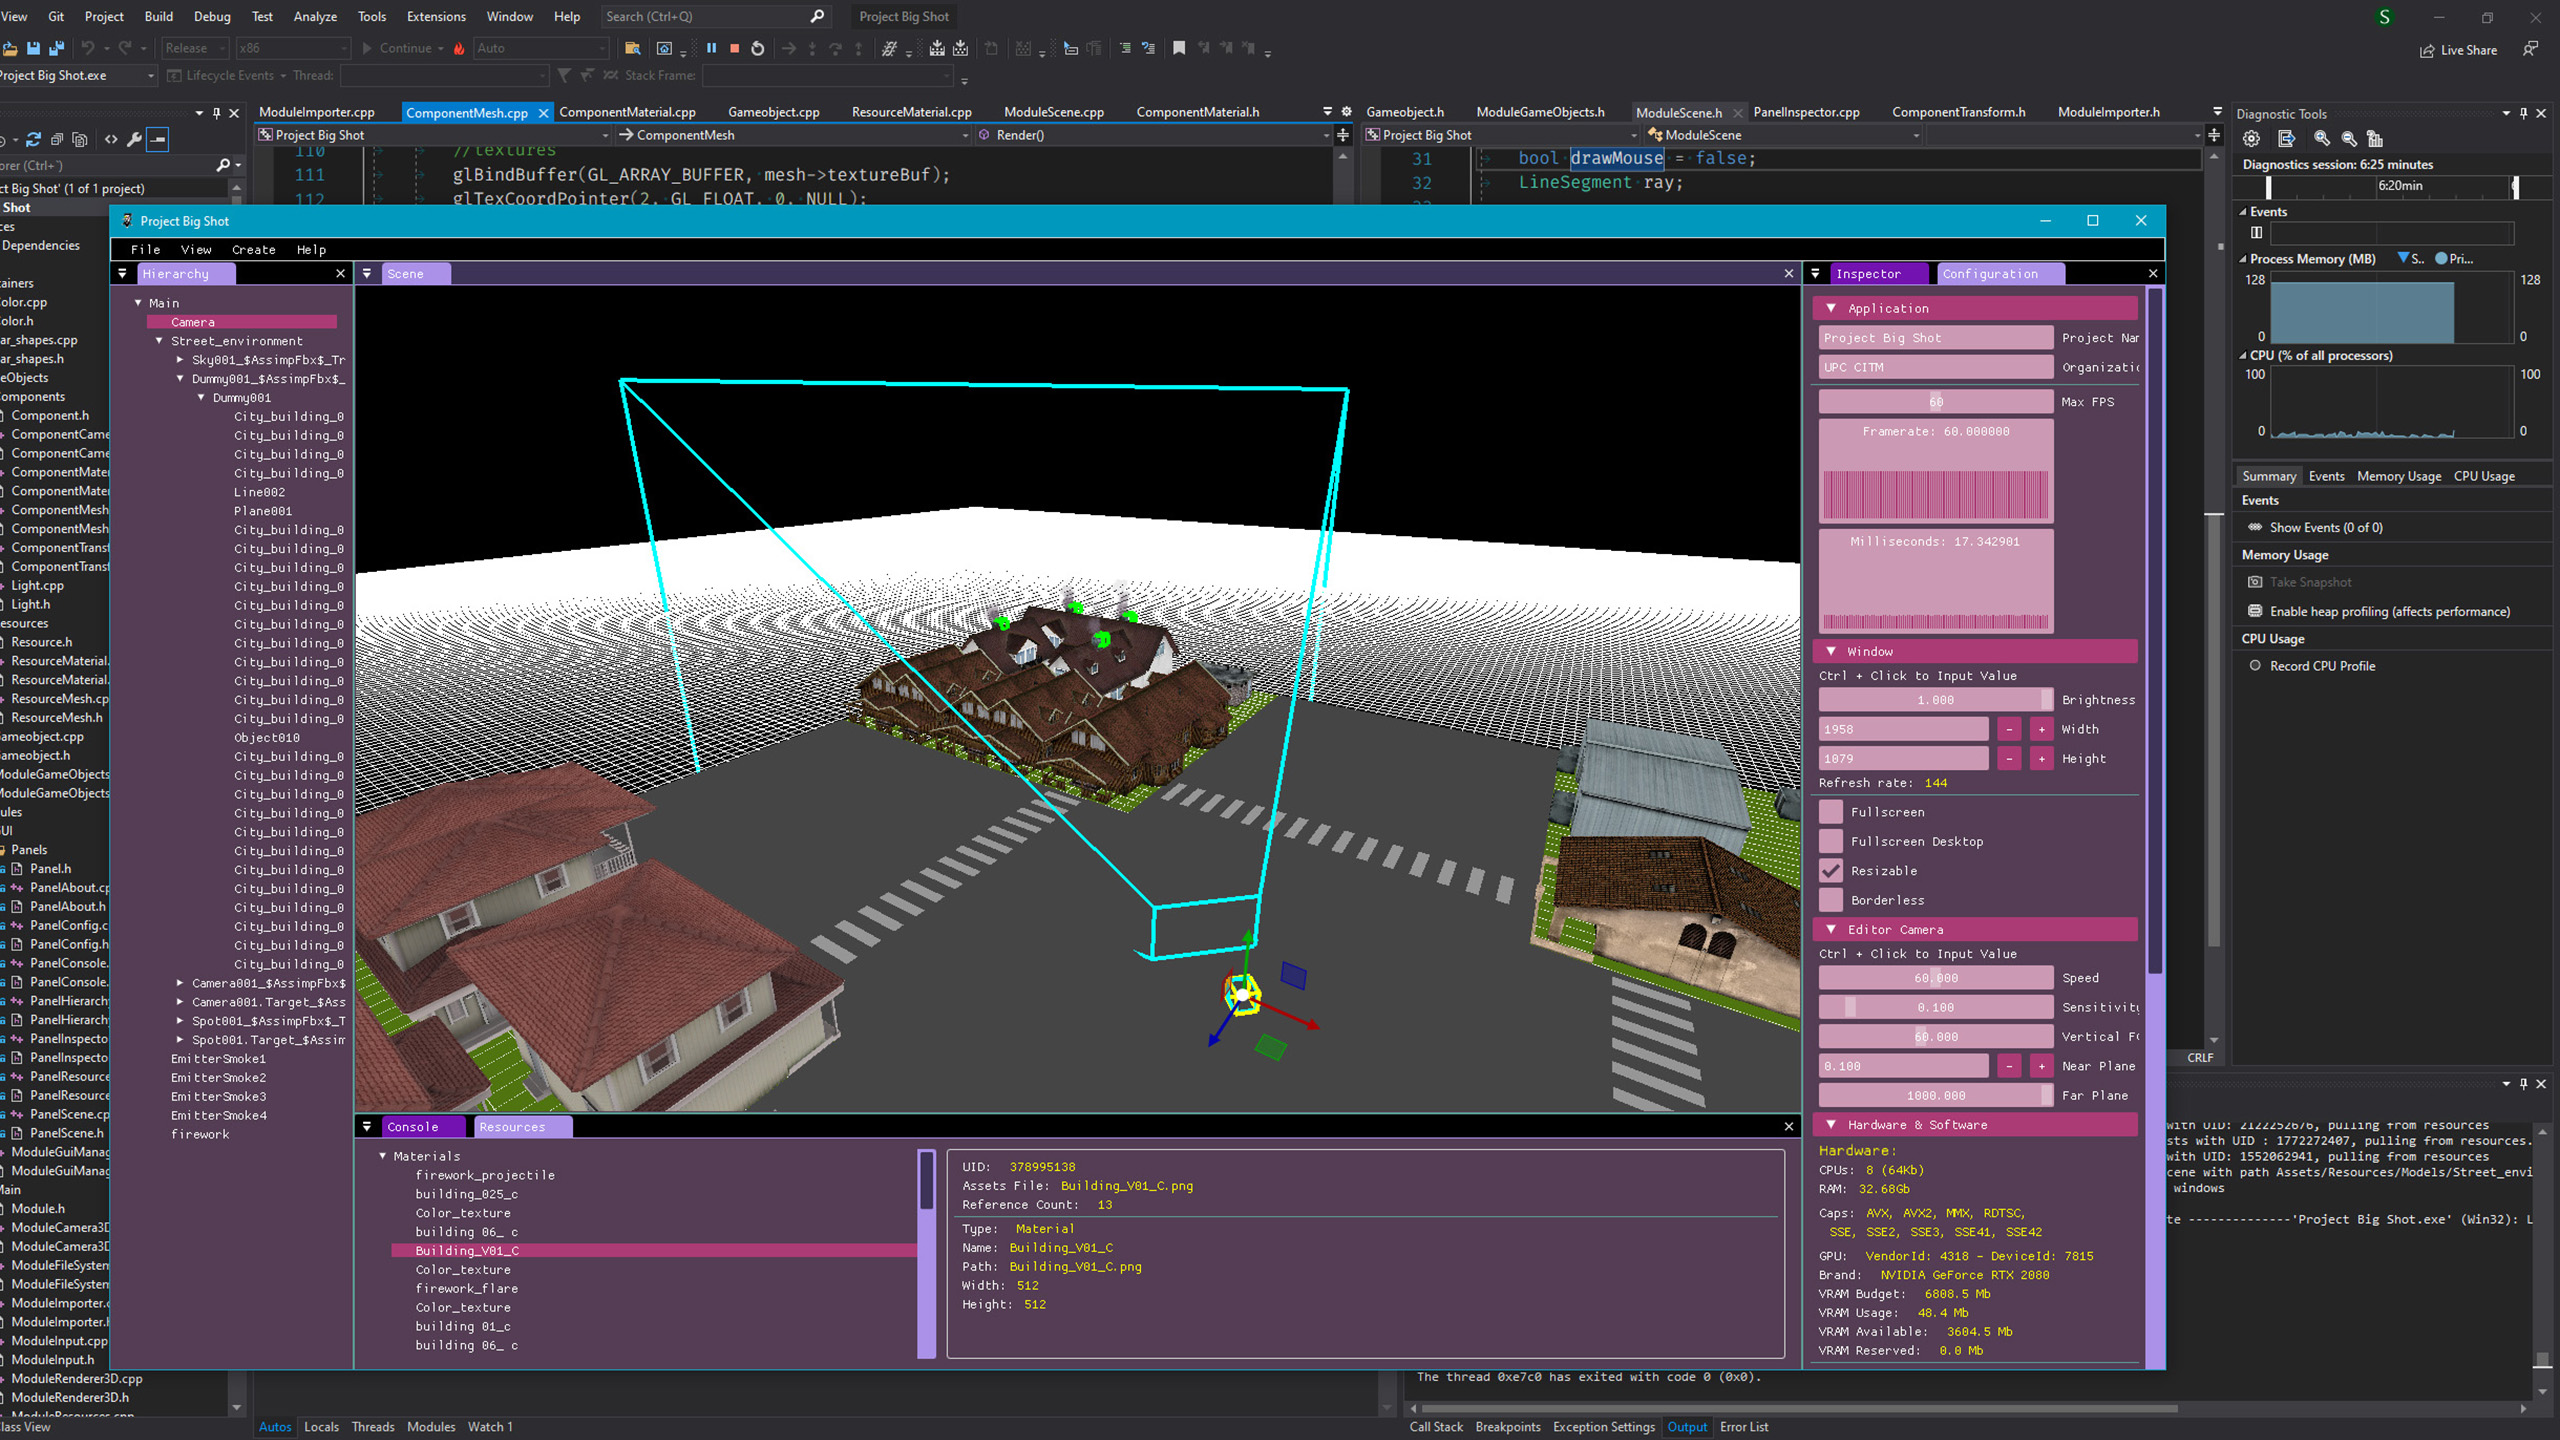 View Git Project Build Debug Test Analyze Tools Extensions Window Help Search (Ctrl+Q) Project Big Shot S
Release x86 Continue Auto Live Share
Project Big Shot.exe Lifecycle Events Thread: Stack Frame:
ModuleImporter.cpp ComponentMesh.cpp ComponentMaterial.cpp Gameobject.cpp ResourceMaterial.cpp ModuleScene.cpp ComponentMaterial.h
Gameobject.h ModuleGameObjects.h ModuleScene.h PanelInspector.cpp ComponentTransform.h ModuleImporter.h
Project Big Shot ComponentMesh Render()
Project Big Shot ModuleScene
110 //textures
111 glBindBuffer(GL_ARRAY_BUFFER, mesh->textureBuf);
112 glTexCoordPointer(2, GL_FLOAT, 0, NULL);
31 bool drawMouse = false;
32 LineSegment ray;
orer (Ctrl+`)
ct Big Shot' (1 of 1 project)
Shot
ces
Dependencies
tainers
olor.cpp
olor.h
ar_shapes.cpp
ar_shapes.h
eObjects
omponents
Component.h
ComponentCame
ComponentCame
ComponentMater
ComponentMater
ComponentMesh
ComponentMesh
ComponentTransf
ComponentTransf
Light.cpp
Light.h
esources
Resource.h
ResourceMaterial.
ResourceMaterial.
ResourceMesh.cp
ResourceMesh.h
ameobject.cpp
ameobject.h
ModuleGameObjects
ModuleGameObjects
ules
UI
Panels
Panel.h
PanelAbout.cp
PanelAbout.h
PanelConfig.c
PanelConfig.h
PanelConsole.
PanelConsole.
PanelHierarch
PanelHierarch
PanelInspecto
PanelInspecto
PanelResource
PanelResource
PanelScene.cp
PanelScene.h
ModuleGuiManag
ModuleGuiManag
Main
Module.h
ModuleCamera3D
ModuleCamera3D
ModuleFileSystem
ModuleFileSystem
ModuleImporter.c
ModuleImporter.h
ModuleInput.cpp
ModuleInput.h
ModuleRenderer3D.cpp
ModuleRenderer3D.h
ModuleResources.cpp
Class View
Project Big Shot
File View Create Help
Hierarchy
Main
Camera
Street_environment
Sky001_$AssimpFbx$_Tr
Dummy001_$AssimpFbx$_
Dummy001
City_building_0
City_building_0
City_building_0
City_building_0
Line002
Plane001
City_building_0
City_building_0
City_building_0
City_building_0
City_building_0
City_building_0
City_building_0
City_building_0
City_building_0
City_building_0
City_building_0
Object010
City_building_0
City_building_0
City_building_0
City_building_0
City_building_0
City_building_0
City_building_0
City_building_0
City_building_0
City_building_0
City_building_0
City_building_0
Camera001_$AssimpFbx$
Camera001.Target_$Ass
Spot001_$AssimpFbx$_T
Spot001.Target_$Assim
EmitterSmoke1
EmitterSmoke2
EmitterSmoke3
EmitterSmoke4
firework
Scene
Console Resources
Materials
firework_projectile
building_025_c
Color_texture
building 06_ c
Building_V01_C
Color_texture
firework_flare
Color_texture
building 01_c
building 06_ c
UID: 378995138
Assets File: Building_V01_C.png
Reference Count: 13
Type: Material
Name: Building_V01_C
Path: Building_V01_C.png
Width: 512
Height: 512
Inspector Configuration
Application
Project Big Shot Project Nam
UPC CITM Organizatio
60 Max FPS
Framerate: 60.000000
Milliseconds: 17.342901
Window
Ctrl + Click to Input Value
1.000 Brightness
1958 - + Width
1079 - + Height
Refresh rate: 144
Fullscreen
Fullscreen Desktop
Resizable
Borderless
Editor Camera
Ctrl + Click to Input Value
60.000 Speed
0.100 Sensitivity
60.000 Vertical FO
0.100 - + Near Plane
1000.000 Far Plane
Hardware & Software
Hardware:
CPUs: 8 (64Kb)
RAM: 32.68Gb
Caps: AVX, AVX2, MMX, RDTSC,
SSE, SSE2, SSE3, SSE41, SSE42
GPU: VendorId: 4318 - DeviceId: 7815
Brand: NVIDIA GeForce RTX 2080
VRAM Budget: 6808.5 Mb
VRAM Usage: 48.4 Mb
VRAM Available: 3604.5 Mb
VRAM Reserved: 0.0 Mb
Diagnostic Tools
Diagnostics session: 6:25 minutes
6:20min 6
Events
Process Memory (MB) S.. Pri...
128 128
0 0
CPU (% of all processors)
100 100
0 0
Summary Events Memory Usage CPU Usage
Events
Show Events (0 of 0)
Memory Usage
Take Snapshot
Enable heap profiling (affects performance)
CPU Usage
Record CPU Profile
CRLF
with UID: 2122252676, pulling from resources
sts with UID : 1772272407, pulling from resources.
with UID: 1552062941, pulling from resources
cene with path Assets/Resources/Models/Street_envi
windows
te --------------'Project Big Shot.exe' (Win32): L
The thread 0xe7c0 has exited with code 0 (0x0).
Autos Locals Threads Modules Watch 1
Call Stack Breakpoints Exception Settings Output Error List